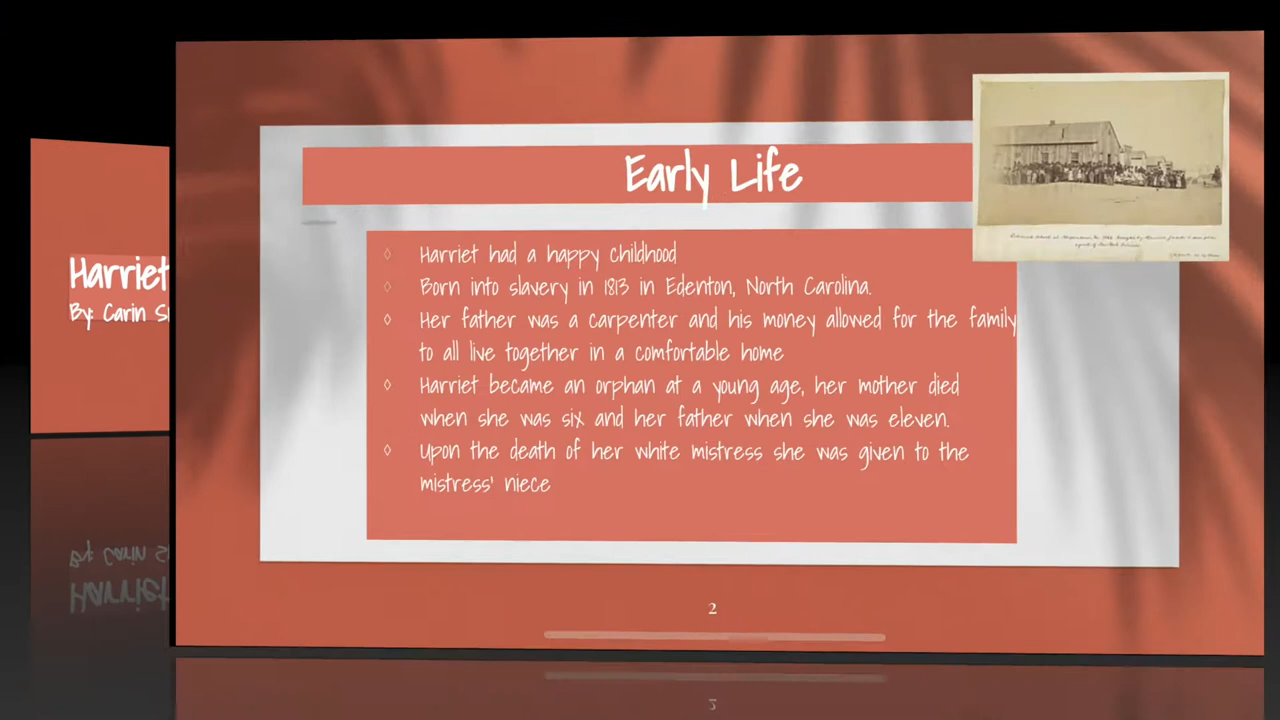 Early Life
Harriet had a happy childhood
Born into slavery in 1813 in Edenton, North Carolina.
Her father was a carpenter and his money allowed for the family
to all live together in a comfortable home
Harriet became an orphan at a young age, her mother died
when she was six and her father when she was eleven.
Upon the death of her white mistress she was given to the
mistress' niece
2
Harriet
By: Carin